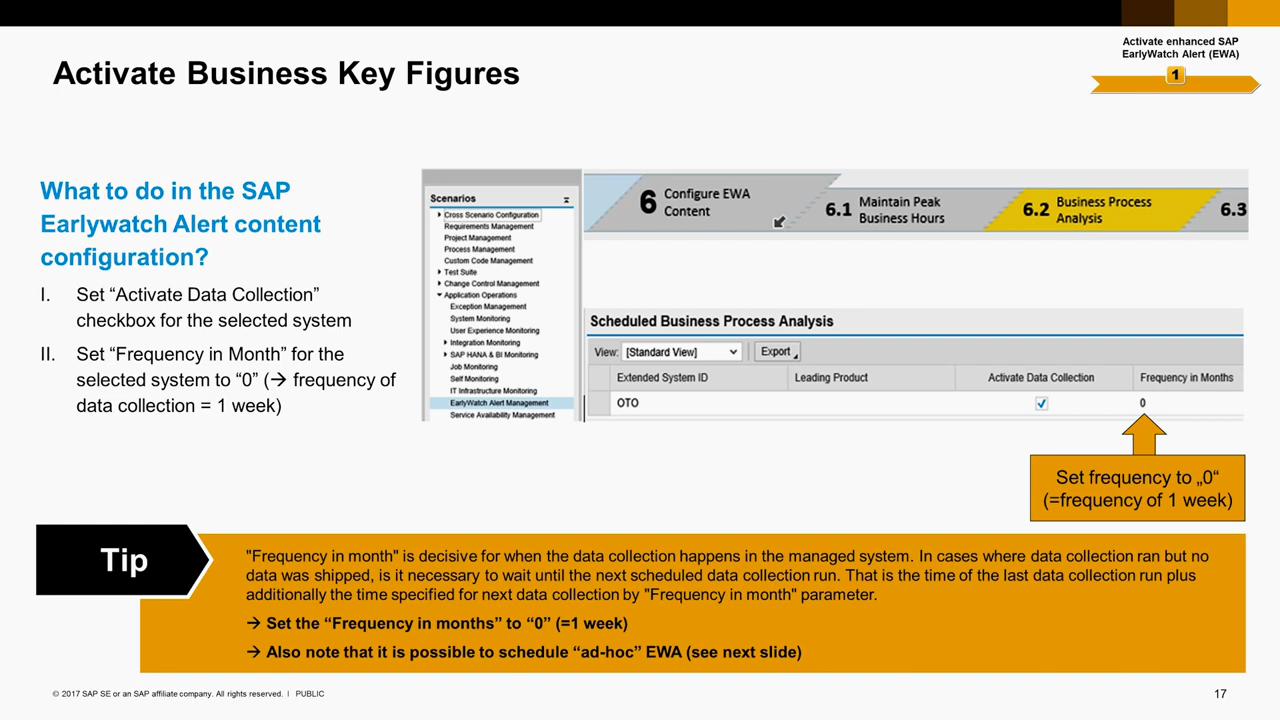 Activate enhanced SAP
EarlyWatch Alert (EWA)
1
Activate Business Key Figures
What to do in the SAP
Earlywatch Alert content
configuration?
I. Set “Activate Data Collection”
checkbox for the selected system
II. Set “Frequency in Month” for the
selected system to “0” (→ frequency of
data collection = 1 week)
Scenarios
Cross Scenario Configuration
Requirements Management
Project Management
Process Management
Custom Code Management
Test Suite
Change Control Management
Application Operations
Exception Management
System Monitoring
User Experience Monitoring
Integration Monitoring
SAP HANA & BI Monitoring
Job Monitoring
Self Monitoring
IT Infrastructure Monitoring
EarlyWatch Alert Management
Service Availability Management
6 Configure EWA
Content
6.1 Maintain Peak
Business Hours
6.2 Business Process
Analysis
6.3
Scheduled Business Process Analysis
View: [Standard View] Export
Extended System ID Leading Product Activate Data Collection Frequency in Months
OTO 0
Set frequency to „0“
(=frequency of 1 week)
Tip
"Frequency in month" is decisive for when the data collection happens in the managed system. In cases where data collection ran but no
data was shipped, is it necessary to wait until the next scheduled data collection run. That is the time of the last data collection run plus
additionally the time specified for next data collection by "Frequency in month" parameter.
→ Set the “Frequency in months” to “0” (=1 week)
→ Also note that it is possible to schedule “ad-hoc” EWA (see next slide)
© 2017 SAP SE or an SAP affiliate company. All rights reserved. | PUBLIC
17